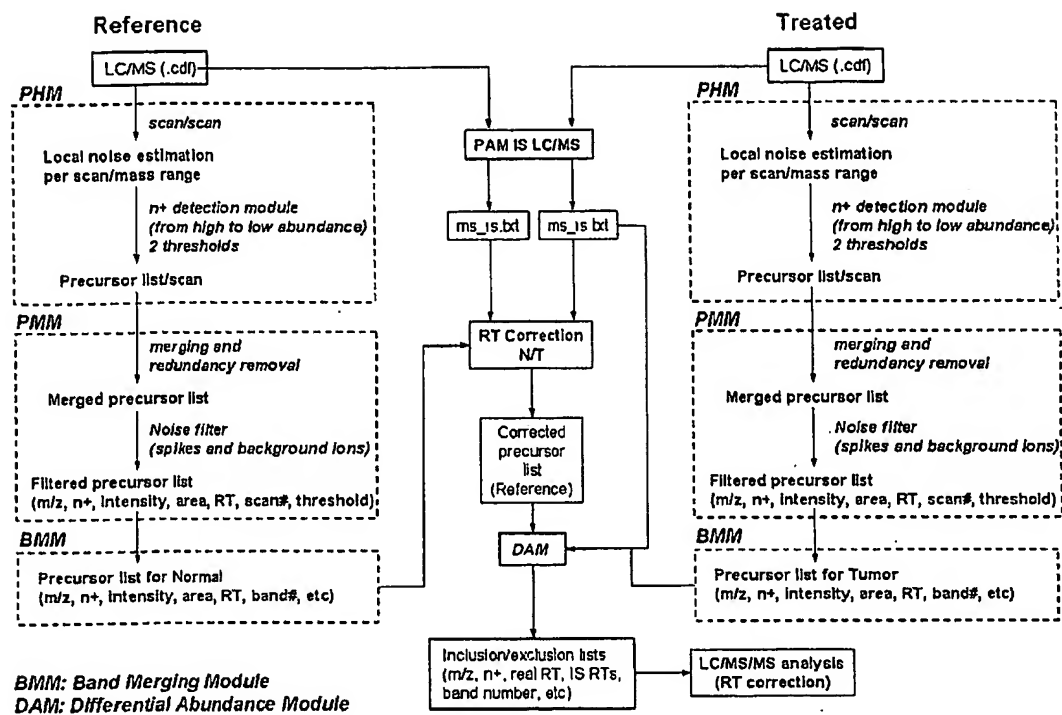 Reference
LC/MS (.cdf)
PHM
scan/scan
Local noise estimation
per scan/mass range
n+ detection module
(from high to low abundance)
2 thresholds
Precursor list/scan
PMM
merging and
redundancy removal
Merged precursor list
Noise filter
(spikes and background ions)
Filtered precursor list
(m/z, n+, intensity, area, RT, scan#, threshold)
BMM
Precursor list for Normal
(m/z, n+, intensity, area, RT, band#, etc)
PAM IS LC/MS
ms_is.txt
ms_is txt
RT Correction
N/T
Corrected
precursor
list
(Reference)
DAM
Inclusion/exclusion lists
(m/z, n+, real RT, IS RTs,
band number, etc)
LC/MS/MS analysis
(RT correction)
Treated
LC/MS (.cdf)
PHM
scan/scan
Local noise estimation
per scan/mass range
n+ detection module
(from high to low abundance)
2 thresholds
Precursor list/scan
PMM
merging and
redundancy removal
Merged precursor list
Noise filter
(spikes and background ions)
Filtered precursor list
(m/z, n+, intensity, area, RT, scan#, threshold)
BMM
Precursor list for Tumor
(m/z, n+, intensity, area, RT, band#, etc)
BMM: Band Merging Module
DAM: Differential Abundance Module